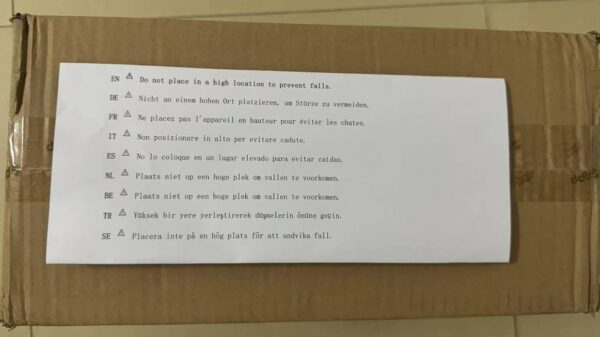 EN ⚠ Do not place in a high location to prevent falls.
DE ⚠ Nicht an einem hohen Ort platzieren, um Stürze zu vermeiden.
FR ⚠ Ne placez pas l'appareil en hauteur pour éviter les chutes.
IT ⚠ Non posizionare in alto per evitare cadute.
ES ⚠ No lo coloque en un lugar elevado para evitar caídas.
NL ⚠ Plaats niet op een hoge plek om vallen te voorkomen.
BE ⚠ Plaats niet op een hoge plek om vallen te voorkomen.
TR ⚠ Yüksek bir yere yerleştirerek düşmelerin önüne geçin.
SE ⚠ Placera inte på en hög plats för att undvika fall.